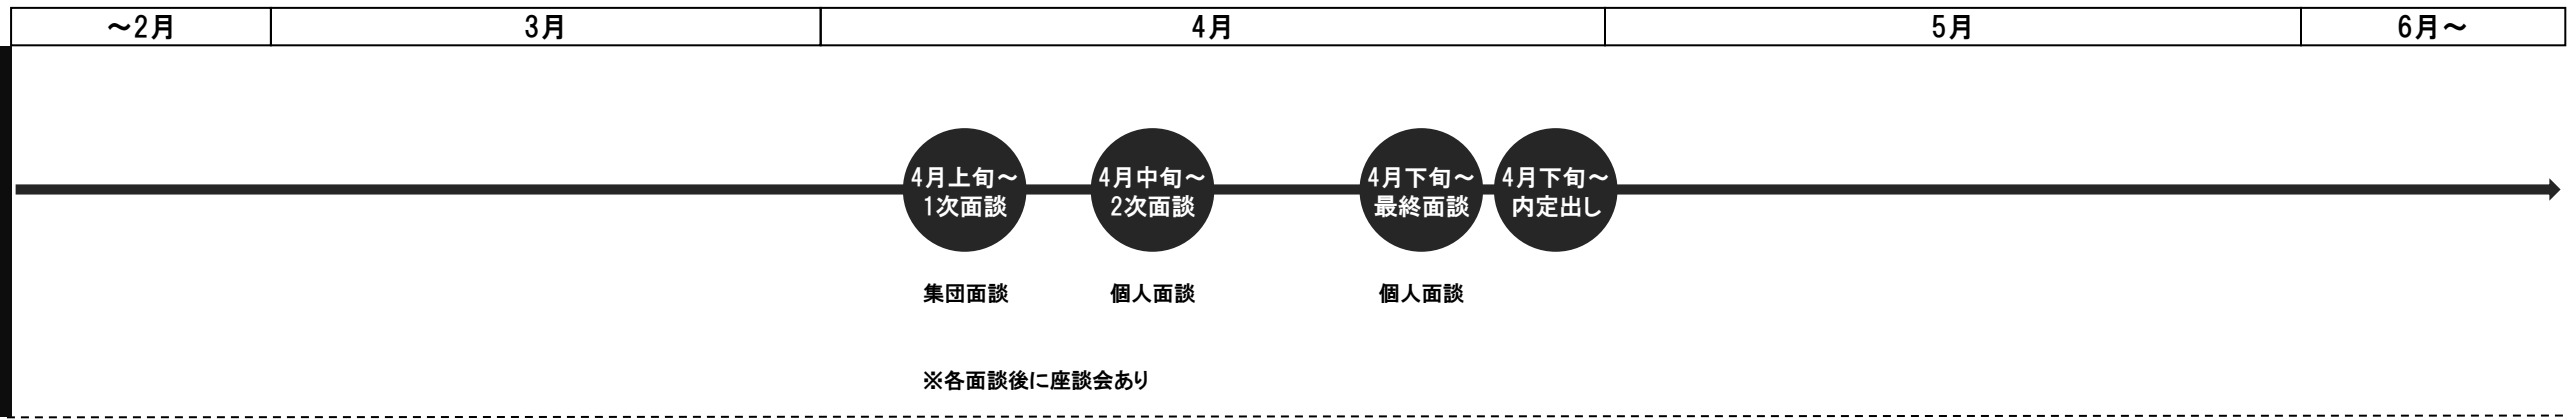 ～2月
3月
4月
5月
6月～
4月上旬～
1次面談
4月中旬～
2次面談
4月下旬～
最終面談
4月下旬～
内定出し
集団面談
個人面談
個人面談
※各面談後に座談会あり